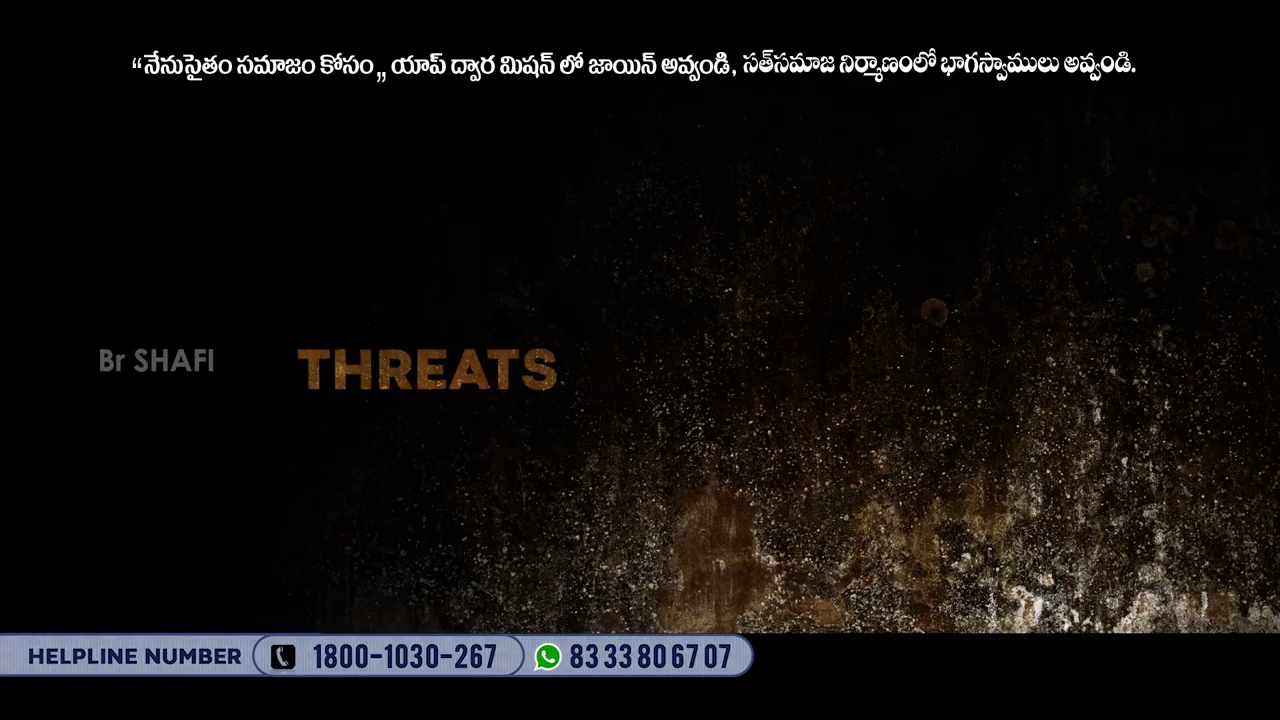 “నేనుసైతం సమాజం కోసం„ యాప్ ద్వార మిషన్ లో జాయిన్ అవ్వండి, సత్‌సమాజ నిర్మాణంలో భాగస్వాములు అవ్వండి.
Br SHAFI THREATS
HELPLINE NUMBER 1800-1030-267 83 33 80 67 07